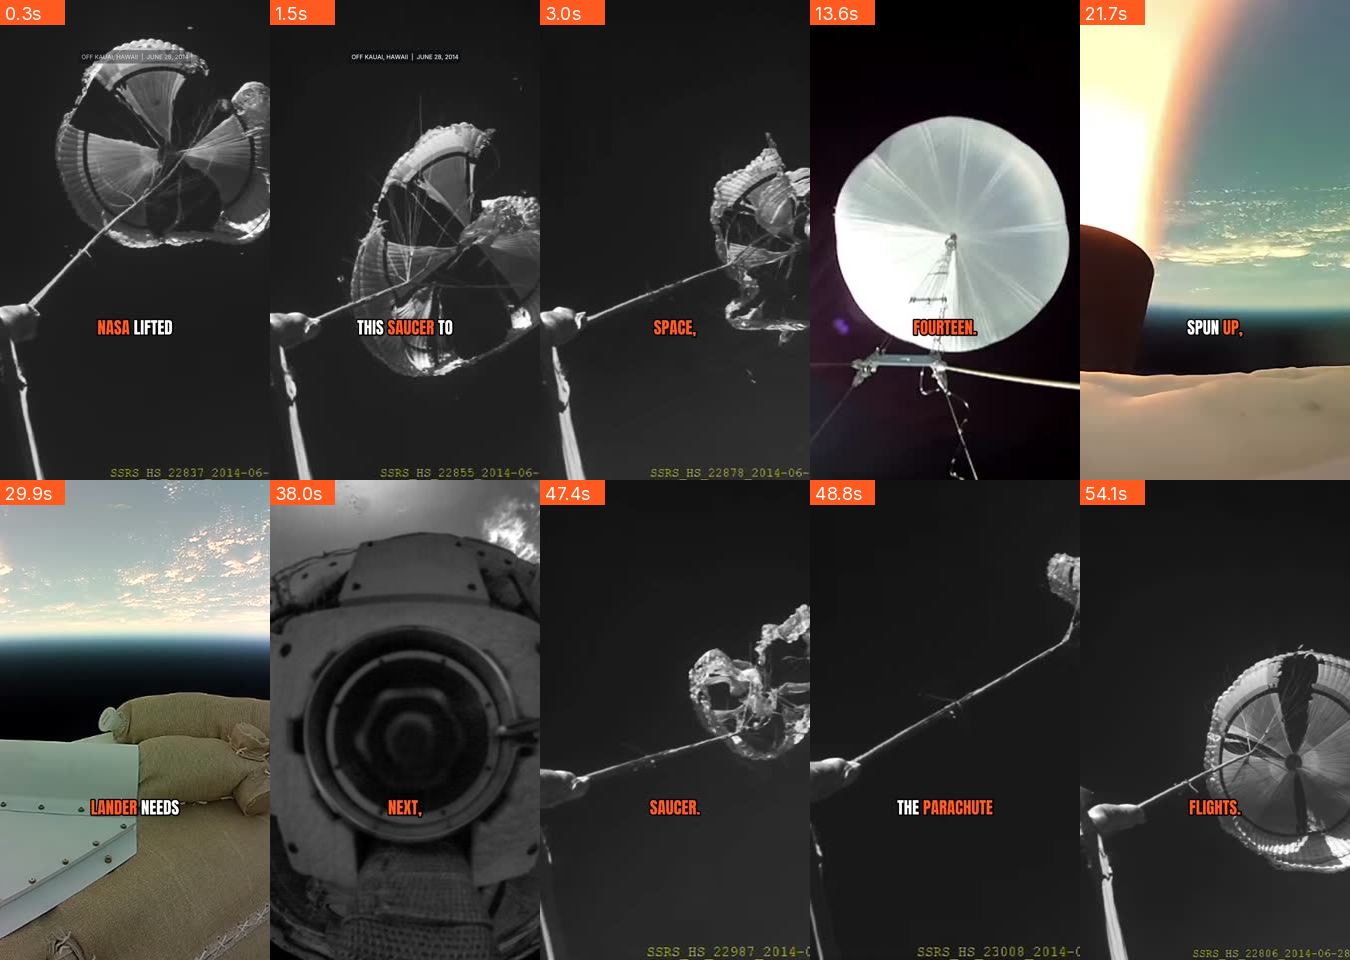 0.3s
OFF KAUAI, HAWAII | JUNE 28, 2014
NASA LIFTED
SSRS_HS_22837_2014-06-
1.5s
OFF KAUAI, HAWAII | JUNE 28, 2014
THIS SAUCER TO
SSRS_HS_22855_2014-06-
3.0s
SPACE,
SSRS_HS_22878_2014-06-
13.6s
FOURTEEN.
21.7s
SPUN UP,
29.9s
LANDER NEEDS
38.0s
NEXT,
47.4s
SAUCER.
SSRS_HS_22987_2014-0
48.8s
THE PARACHUTE
SSRS_HS_23008_2014-0
54.1s
FLIGHTS.
SSRS_HS_22806_2014-06-28